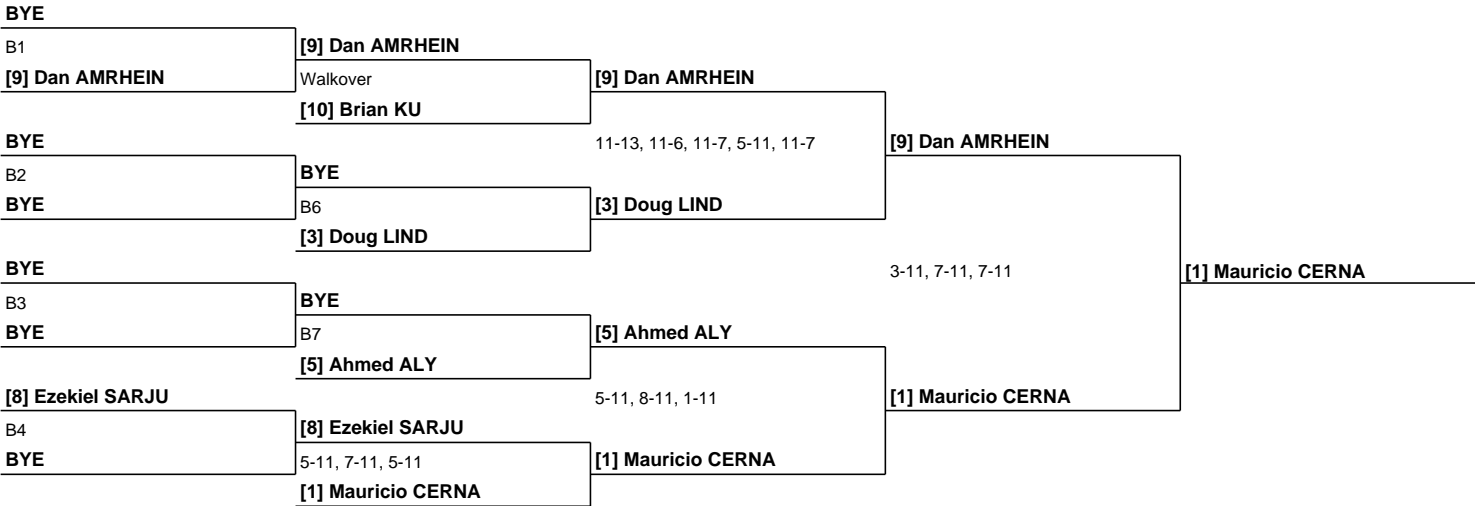 BYE
B1
[9] Dan AMRHEIN
[9] Dan AMRHEIN
Walkover
[9] Dan AMRHEIN
[10] Brian KU
BYE
11-13, 11-6, 11-7, 5-11, 11-7
[9] Dan AMRHEIN
B2
BYE
BYE
B6
[3] Doug LIND
[3] Doug LIND
BYE
3-11, 7-11, 7-11
[1] Mauricio CERNA
B3
BYE
BYE
B7
[5] Ahmed ALY
[5] Ahmed ALY
[8] Ezekiel SARJU
5-11, 8-11, 1-11
[1] Mauricio CERNA
B4
[8] Ezekiel SARJU
BYE
5-11, 7-11, 5-11
[1] Mauricio CERNA
[1] Mauricio CERNA